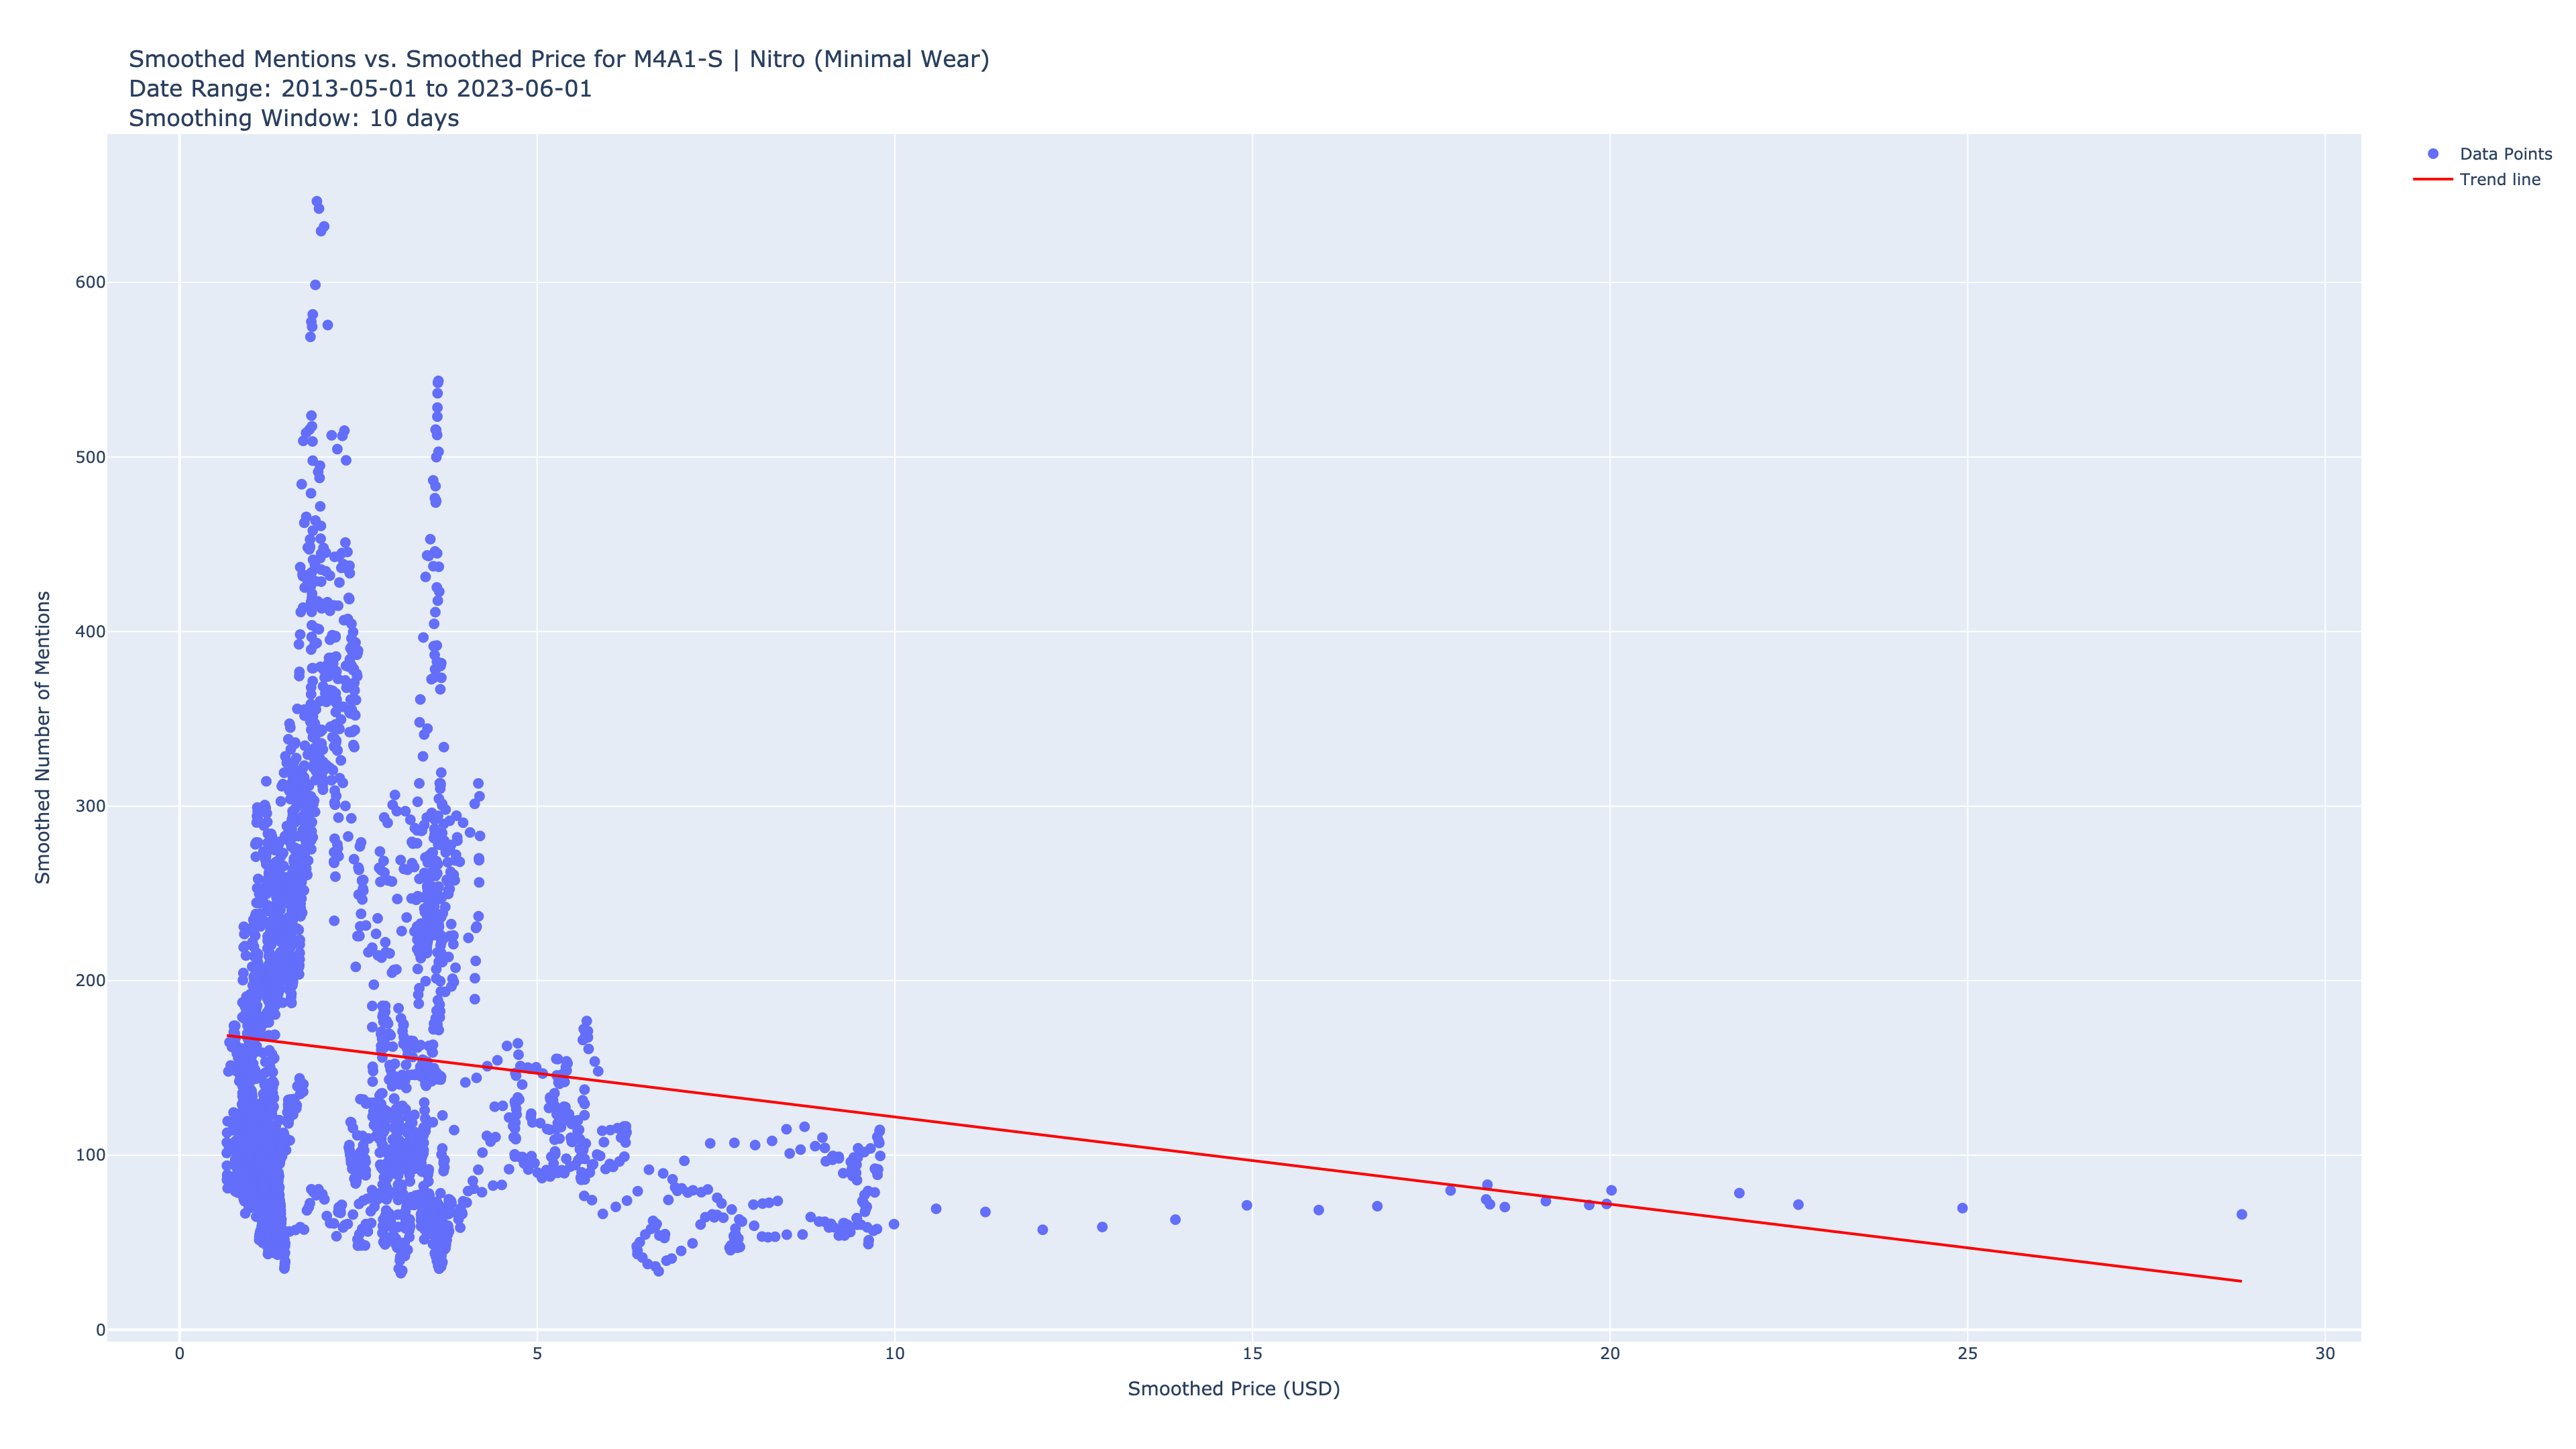 Smoothed Mentions vs. Smoothed Price for M4A1-S | Nitro (Minimal Wear)
Date Range: 2013-05-01 to 2023-06-01
Smoothing Window: 10 days
Data Points
Trend line
600
500
400
300
200
100
0
Smoothed Number of Mentions
0
5
10
15
20
25
30
Smoothed Price (USD)